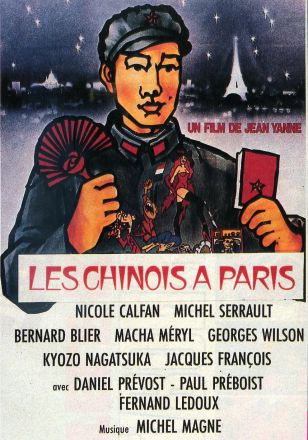 UN FILM DE JEAN YANNE
LES CHINOIS A PARIS
NICOLE CALFAN MICHEL SERRAULT
BERNARD BLIER MACHA MÉRYL GEORGES WILSON
KYOZO NAGATSUKA JACQUES FRANÇOIS
avec DANIEL PRÉVOST - PAUL PRÉBOIST
FERNAND LEDOUX
Musique MICHEL MAGNE